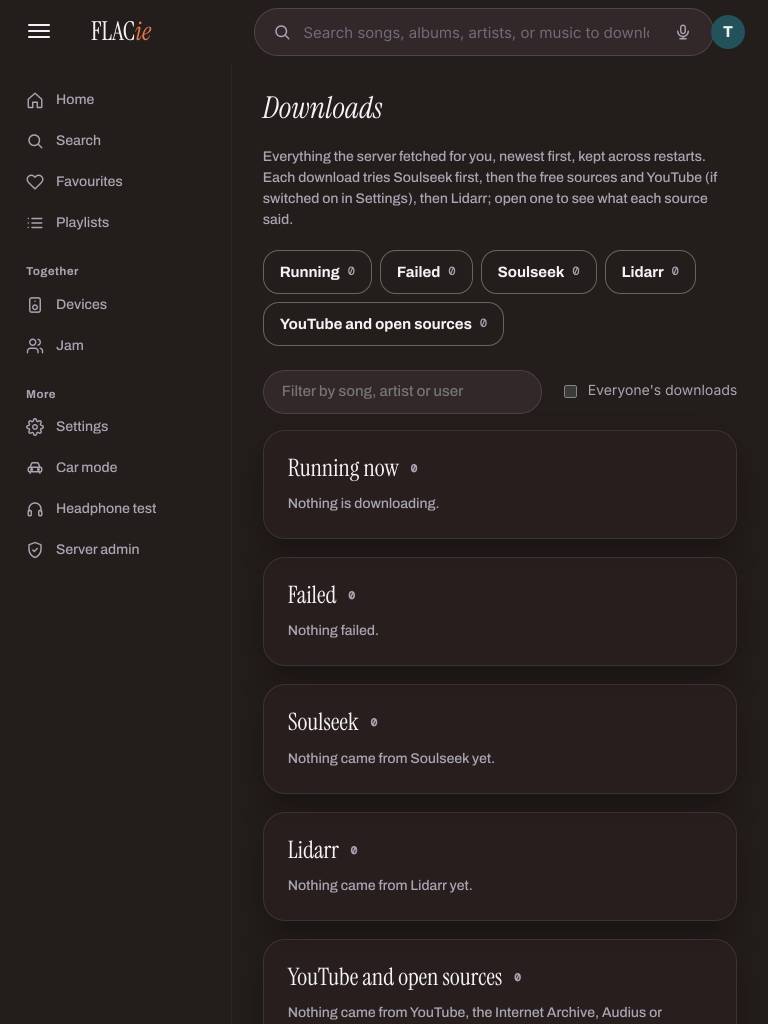 FLACie
Search songs, albums, artists, or music to downl
T
Home
Search
Favourites
Playlists
Together
Devices
Jam
More
Settings
Car mode
Headphone test
Server admin
Downloads
Everything the server fetched for you, newest first, kept across restarts.
Each download tries Soulseek first, then the free sources and YouTube (if
switched on in Settings), then Lidarr; open one to see what each source
said.
Running 0
Failed 0
Soulseek 0
Lidarr 0
YouTube and open sources 0
Filter by song, artist or user
Everyone's downloads
Running now 0
Nothing is downloading.
Failed 0
Nothing failed.
Soulseek 0
Nothing came from Soulseek yet.
Lidarr 0
Nothing came from Lidarr yet.
YouTube and open sources 0
Nothing came from YouTube, the Internet Archive, Audius or